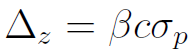 Δ_z = βcσ_p